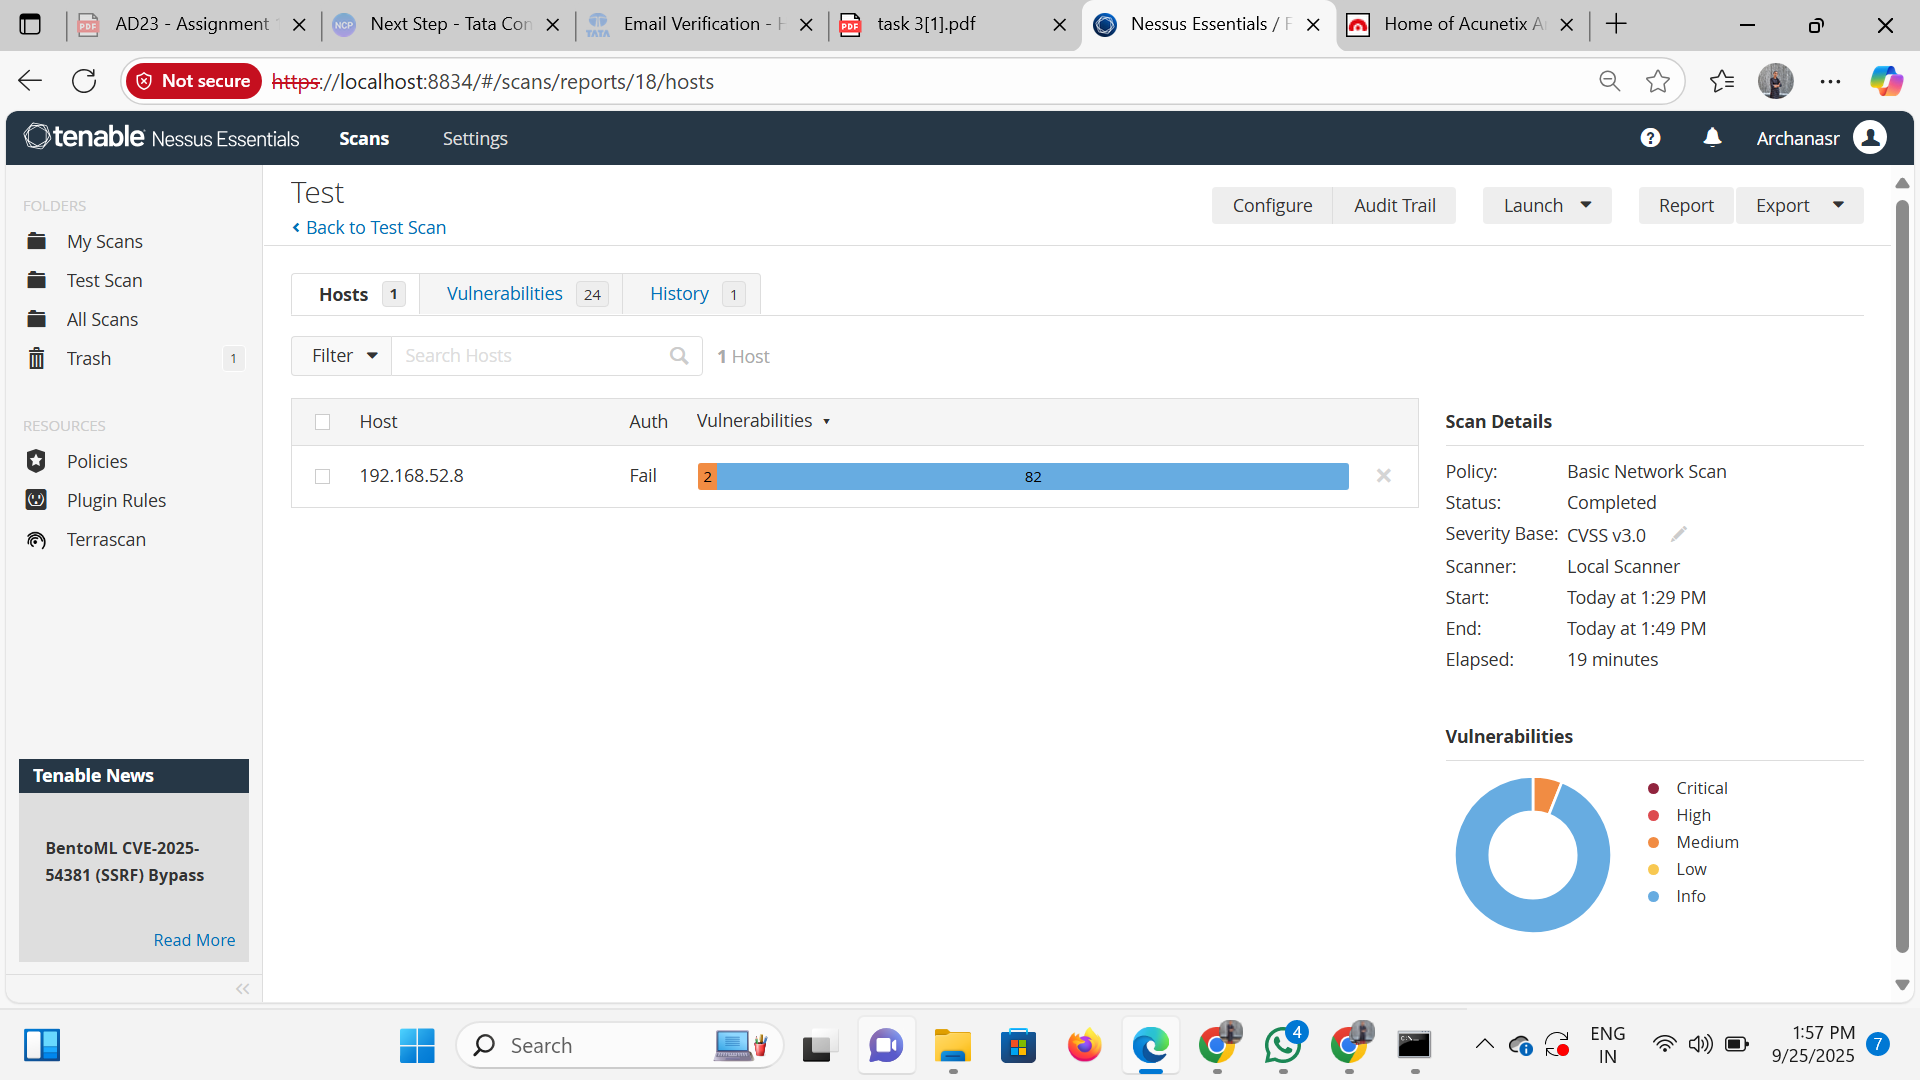 AD23 - Assignment
Next Step - Tata Con
Email Verification -
task 3[1].pdf
Nessus Essentials /
Home of Acunetix
Not secure
https://localhost:8834/#/scans/reports/18/hosts
tenable Nessus Essentials
Scans
Settings
Archanasr
FOLDERS
My Scans
Test Scan
All Scans
Trash
1
RESOURCES
Policies
Plugin Rules
Terrascan
Tenable News
BentoML CVE-2025-
54381 (SSRF) Bypass
Read More
Test
Back to Test Scan
Configure
Audit Trail
Launch
Report
Export
Hosts 1
Vulnerabilities 24
History 1
Filter
Search Hosts
1 Host
Host
Auth
Vulnerabilities
192.168.52.8
Fail
2
82
Scan Details
Policy: Basic Network Scan
Status: Completed
Severity Base: CVSS v3.0
Scanner: Local Scanner
Start: Today at 1:29 PM
End: Today at 1:49 PM
Elapsed: 19 minutes
Vulnerabilities
Critical
High
Medium
Low
Info
Search
4
ENG
IN
1:57 PM
9/25/2025
7